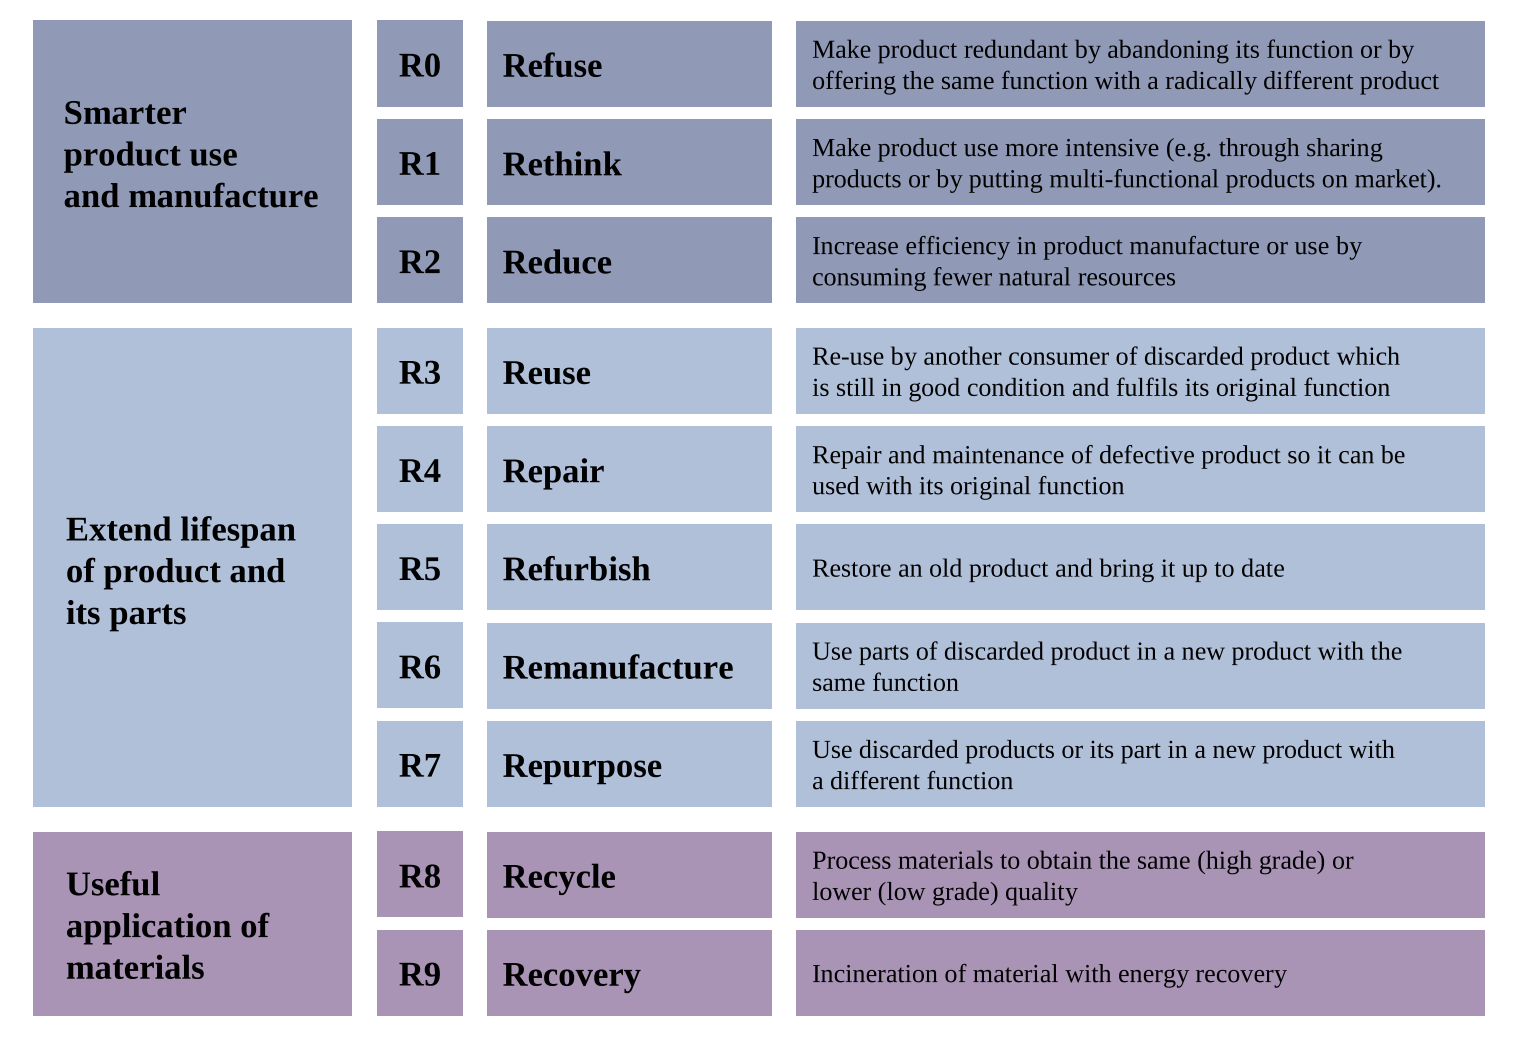 Smarter
product use
and manufacture
R0
Refuse
Make product redundant by abandoning its function or by
offering the same function with a radically different product
R1
Rethink
Make product use more intensive (e.g. through sharing
products or by putting multi-functional products on market).
R2
Reduce
Increase efficiency in product manufacture or use by
consuming fewer natural resources
Extend lifespan
of product and
its parts
R3
Reuse
Re-use by another consumer of discarded product which
is still in good condition and fulfils its original function
R4
Repair
Repair and maintenance of defective product so it can be
used with its original function
R5
Refurbish
Restore an old product and bring it up to date
R6
Remanufacture
Use parts of discarded product in a new product with the
same function
R7
Repurpose
Use discarded products or its part in a new product with
a different function
Useful
application of
materials
R8
Recycle
Process materials to obtain the same (high grade) or
lower (low grade) quality
R9
Recovery
Incineration of material with energy recovery